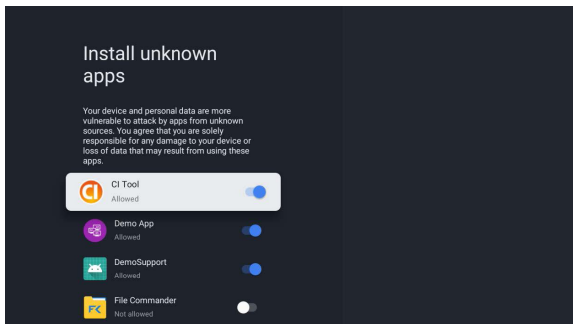 Install unknown
apps
Your device and personal data are more
vulnerable to attack by apps from unknown
sources. You agree that you are solely
responsible for any damage to your device or
loss of data that may result from using these
apps.
CI
CI Tool
Allowed
Demo App
Allowed
DemoSupport
Allowed
FC
File Commander
Not allowed